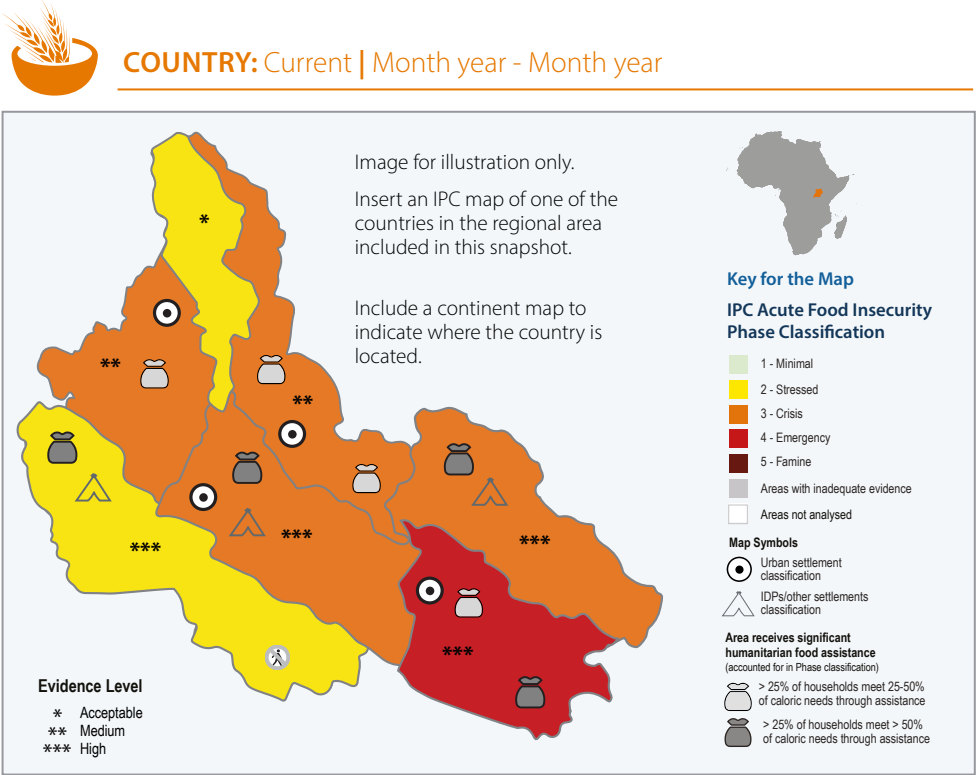 COUNTRY: Current | Month year - Month year
Image for illustration only.
Insert an IPC map of one of the
countries in the regional area
included in this snapshot.
Include a continent map to
indicate where the country is
located.
*
**
**
***
***
***
***
Key for the Map
IPC Acute Food Insecurity
Phase Classification
1 - Minimal
2 - Stressed
3 - Crisis
4 - Emergency
5 - Famine
Areas with inadequate evidence
Areas not analysed
Map Symbols
Urban settlement
classification
IDPs/other settlements
classification
Area receives significant
humanitarian food assistance
(accounted for in Phase classification)
> 25% of households meet 25-50%
of caloric needs through assistance
> 25% of households meet > 50%
of caloric needs through assistance
Evidence Level
* Acceptable
** Medium
*** High